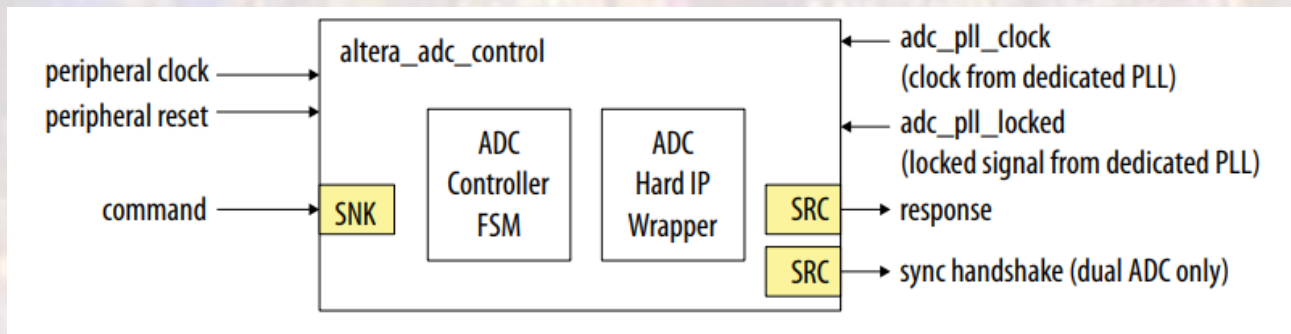 altera_adc_control
peripheral clock
peripheral reset
command
SNK
ADC
Controller
FSM
ADC
Hard IP
Wrapper
SRC
SRC
adc_pll_clock
(clock from dedicated PLL)
adc_pll_locked
(locked signal from dedicated PLL)
response
sync handshake (dual ADC only)